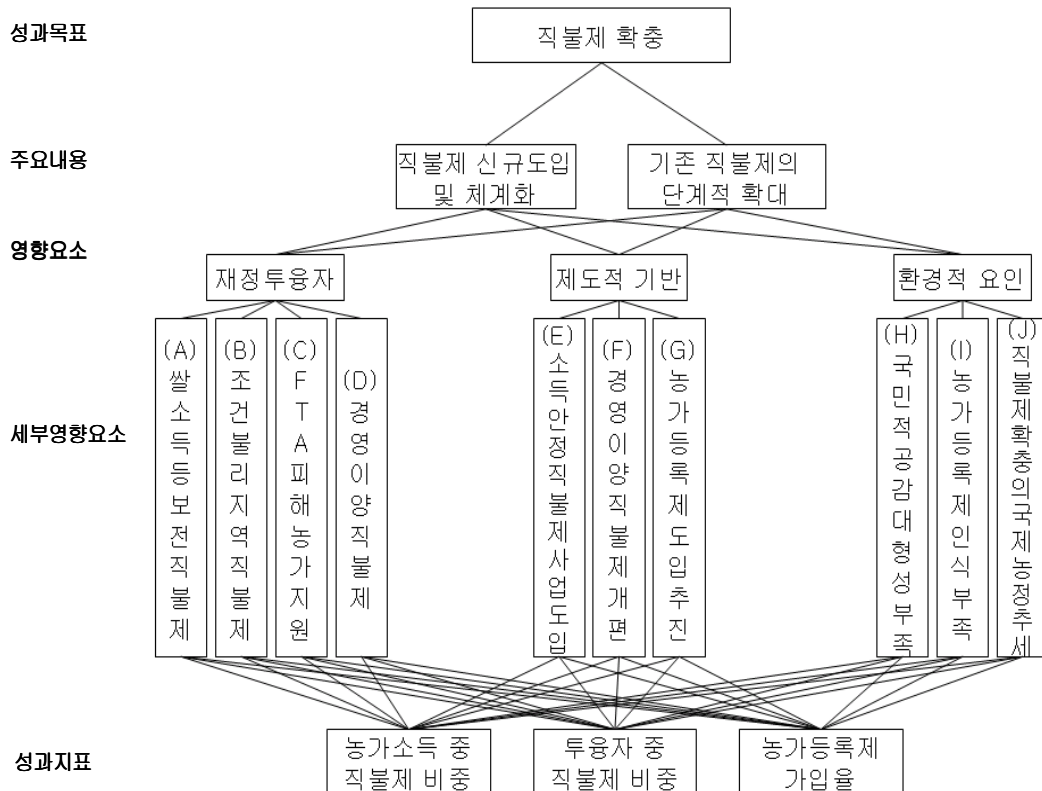 성과목표
직불제 확충
주요내용
직불제 신규도입
및 체계화
기존 직불제의
단계적 확대
영향요소
재정투융자
제도적 기반
환경적 요인
세부영향요소
(A)쌀소득등보전직불제
(B)조건불리지역직불제
(C)FTA피해농가지원
(D)경영이양직불제
(E)소득안정직불제사업도입
(F)경영이양직불제개편
(G)농가등록제도입추진
(H)국민적공감대형성부족
(I)농가등록제인식부족
(J)직불제확충의국제농정추세
성과지표
농가소득 중
직불제 비중
투융자 중
직불제 비중
농가등록제
가입율